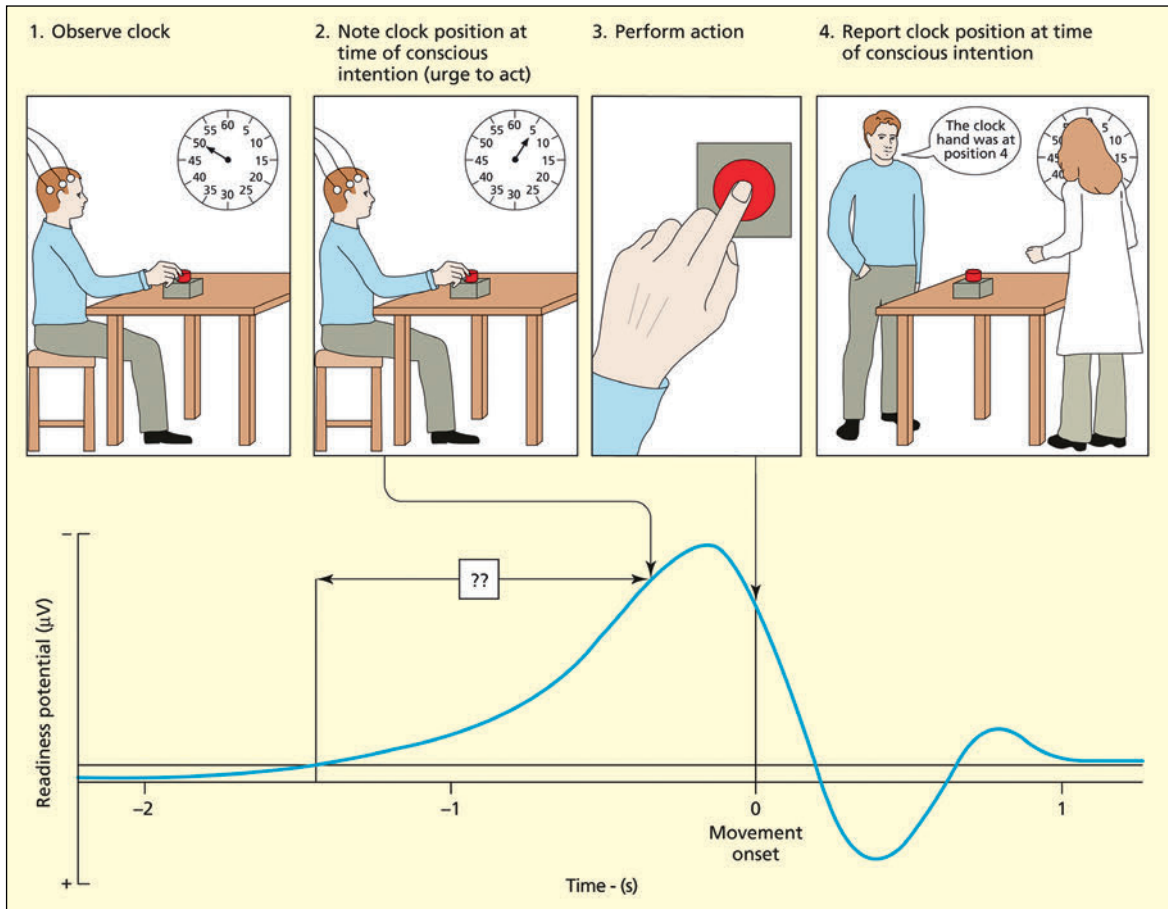 1. Observe clock
2. Note clock position at
time of conscious
intention (urge to act)
3. Perform action
4. Report clock position at time
of conscious intention
55 60 5
50 10
45 15
40 20
35 30 25
55 60 5
50 10
45 15
40 20
35 30 25
The clock
hand was at
position 4
5
10
15
45
40
??
Readiness potential (μV)
–
+
–2
–1
0
1
Movement
onset
Time - (s)